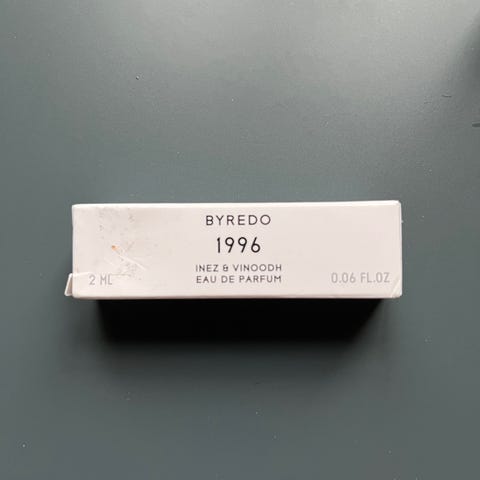 BYREDO
1996
INEZ & VINOODH
EAU DE PARFUM
2 ML
0.06 FL.OZ